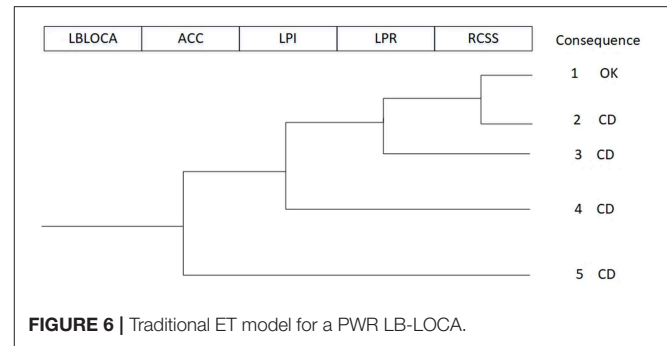 LBLOCA ACC LPI LPR RCSS Consequence
1 OK
2 CD
3 CD
4 CD
5 CD
FIGURE 6 | Traditional ET model for a PWR LB-LOCA.